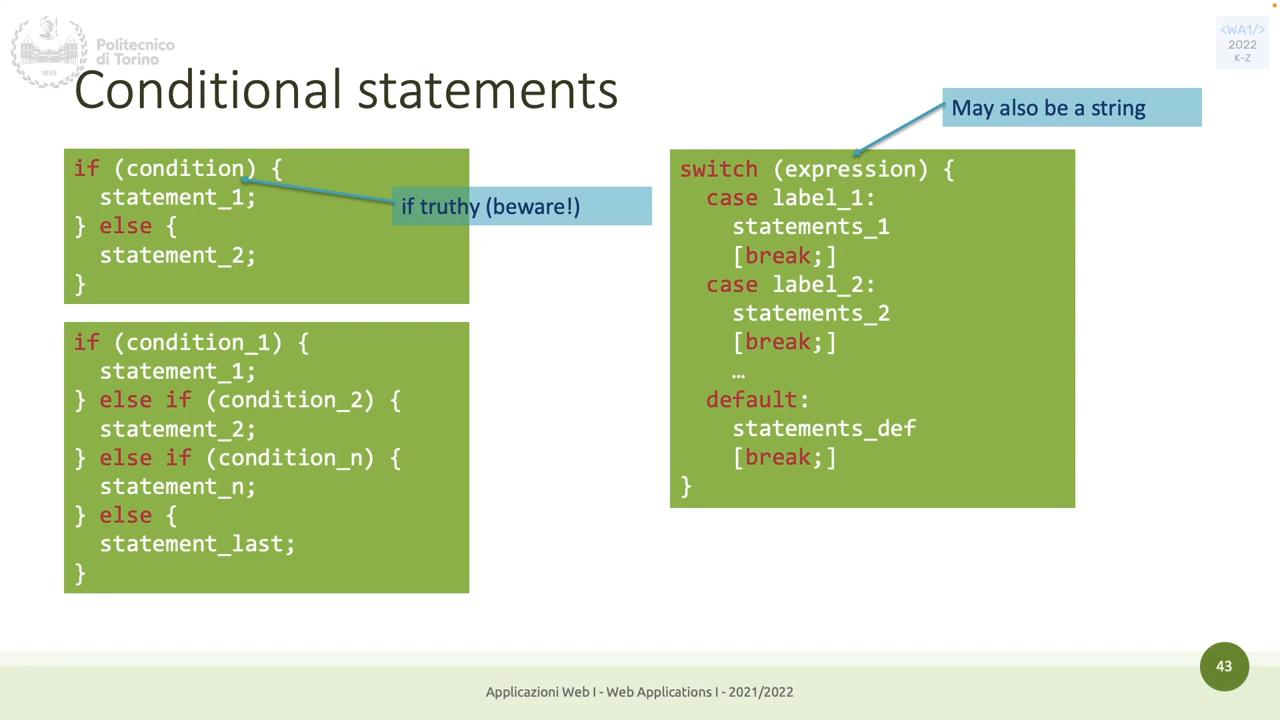 Politecnico
di Torino
1859
<WA1/>
2022
K-Z
Conditional statements
May also be a string
if (condition) {
  statement_1;
} else {
  statement_2;
}
if truthy (beware!)
if (condition_1) {
  statement_1;
} else if (condition_2) {
  statement_2;
} else if (condition_n) {
  statement_n;
} else {
  statement_last;
}
switch (expression) {
  case label_1:
    statements_1
    [break;]
  case label_2:
    statements_2
    [break;]
    …
  default:
    statements_def
    [break;]
}
43
Applicazioni Web I - Web Applications I - 2021/2022